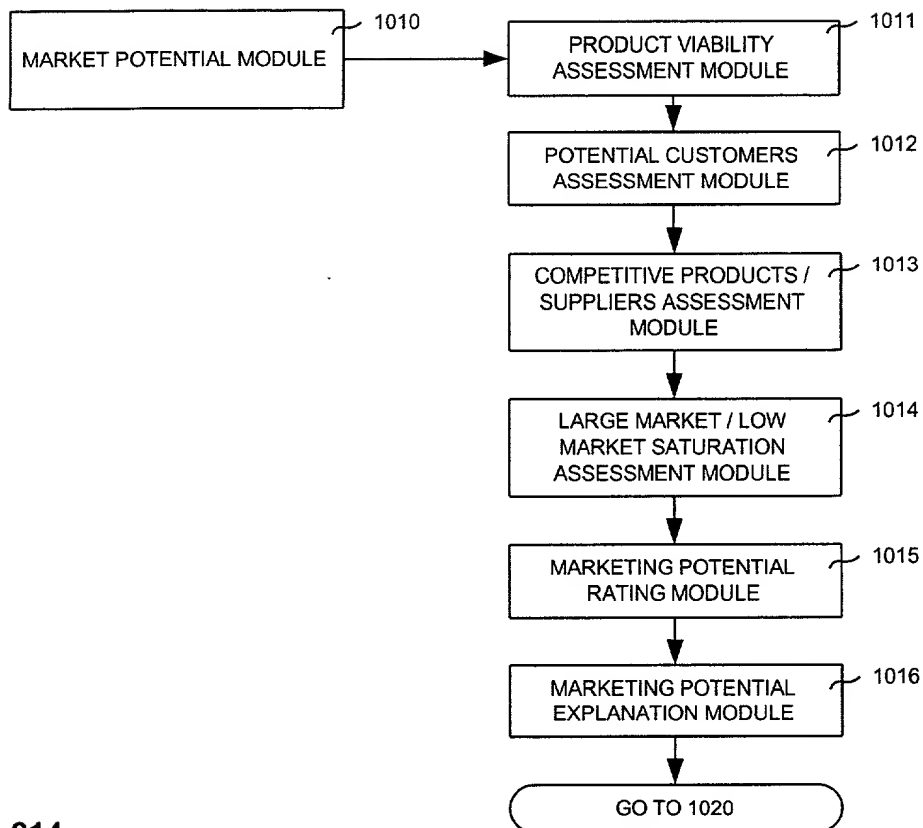 1010
MARKET POTENTIAL MODULE
1011
PRODUCT VIABILITY
ASSESSMENT MODULE
1012
POTENTIAL CUSTOMERS
ASSESSMENT MODULE
1013
COMPETITIVE PRODUCTS /
SUPPLIERS ASSESSMENT
MODULE
1014
LARGE MARKET / LOW
MARKET SATURATION
ASSESSMENT MODULE
1015
MARKETING POTENTIAL
RATING MODULE
1016
MARKETING POTENTIAL
EXPLANATION MODULE
GO TO 1020